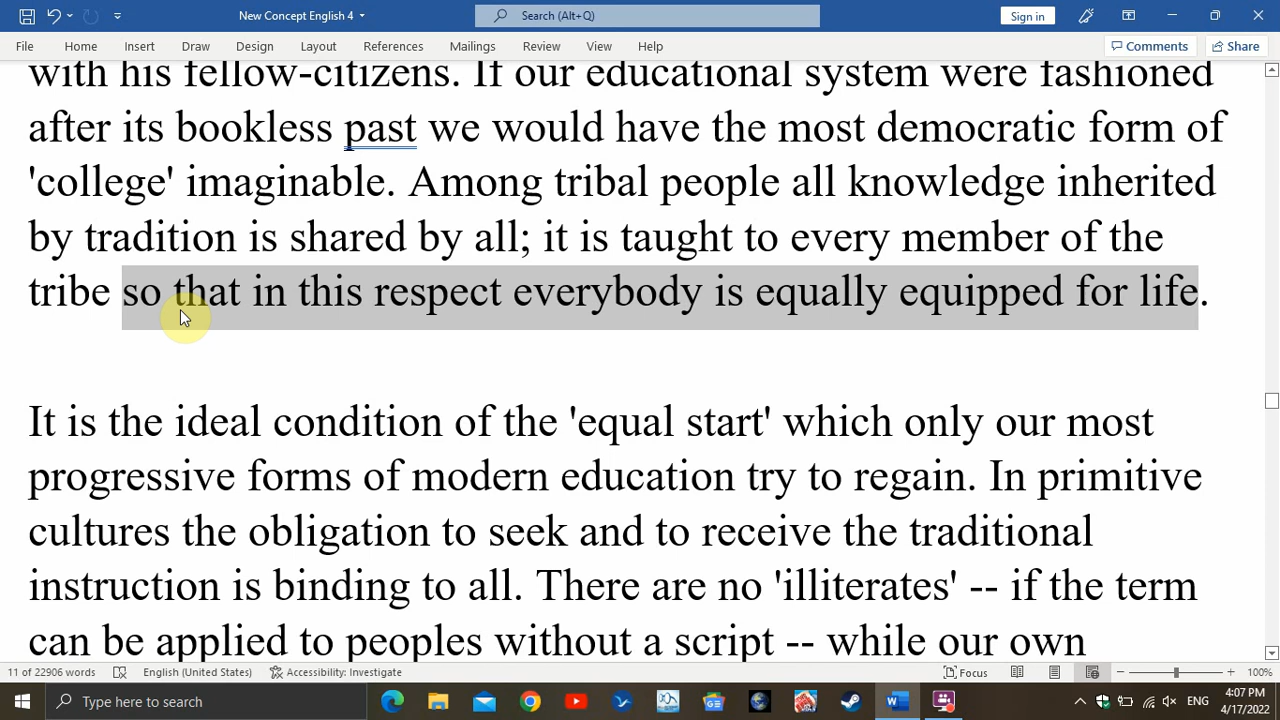 New Concept English 4
Search (Alt+Q)
Sign in
File Home Insert Draw Design Layout References Mailings Review View Help
Comments Share
with his fellow-citizens. If our educational system were fashioned
after its bookless past we would have the most democratic form of
'college' imaginable. Among tribal people all knowledge inherited
by tradition is shared by all; it is taught to every member of the
tribe so that in this respect everybody is equally equipped for life.
It is the ideal condition of the 'equal start' which only our most
progressive forms of modern education try to regain. In primitive
cultures the obligation to seek and to receive the traditional
instruction is binding to all. There are no 'illiterates' -- if the term
can be applied to peoples without a script -- while our own
11 of 22906 words English (United States) Accessibility: Investigate Focus 100%
Type here to search
ENG
4:07 PM
4/17/2022